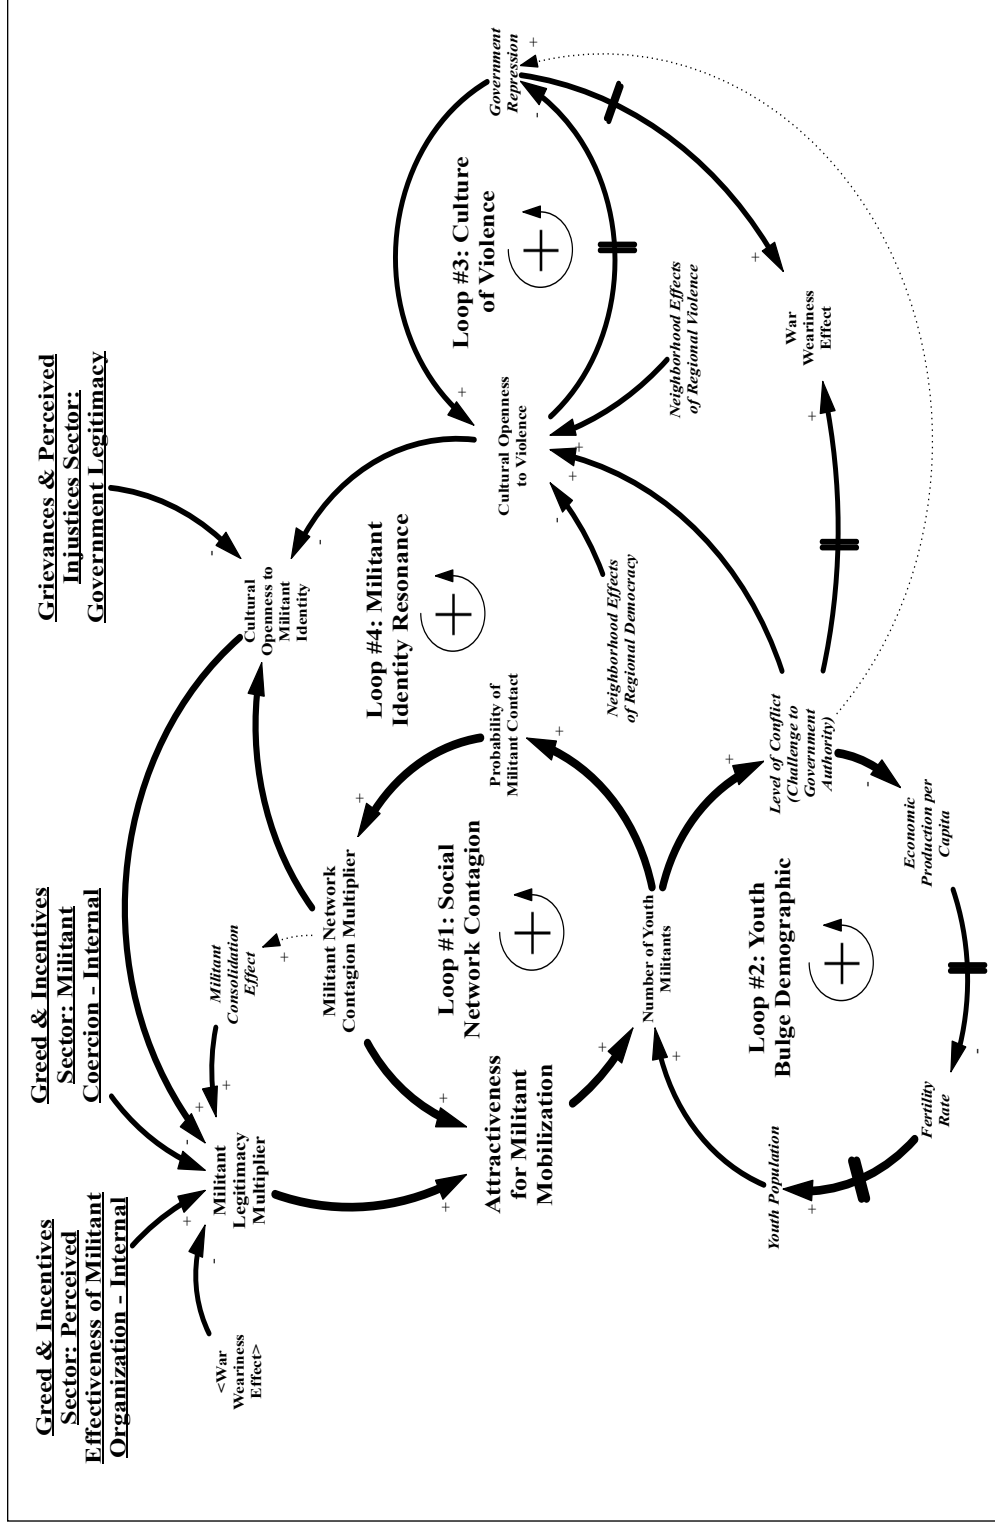 Greed & Incentives
Sector: Perceived
Effectiveness of Militant
Organization - Internal
Greed & Incentives
Sector: Militant
Coercion - Internal
Grievances & Perceived
Injustices Sector:
Government Legitimacy
<War
Weariness
Effect>
-
+
-
+
+
Militant
Legitimacy
Multiplier
Militant
Consolidation
Effect
+
Cultural
Openness to
Militant
Identity
-
-
Militant Network
Contagion Multiplier
+
Loop #4: Militant
Identity Resonance
+
Loop #3: Culture
of Violence
+
Government
Repression
+
-
+
+
Attractiveness
for Militant
Mobilization
+
Loop #1: Social
Network Contagion
+
Probability of
Militant Contact
+
Cultural Openness
to Violence
+
-
+
+
Neighborhood Effects
of Regional Democracy
Neighborhood Effects
of Regional Violence
+
Number of Youth
Militants
+
+
Youth Population
+
Loop #2: Youth
Bulge Demographic
+
Level of Conflict
(Challenge to
Government
Authority)
-
War
Weariness
Effect
+
+
Fertility
Rate
-
Economic
Production per
Capita